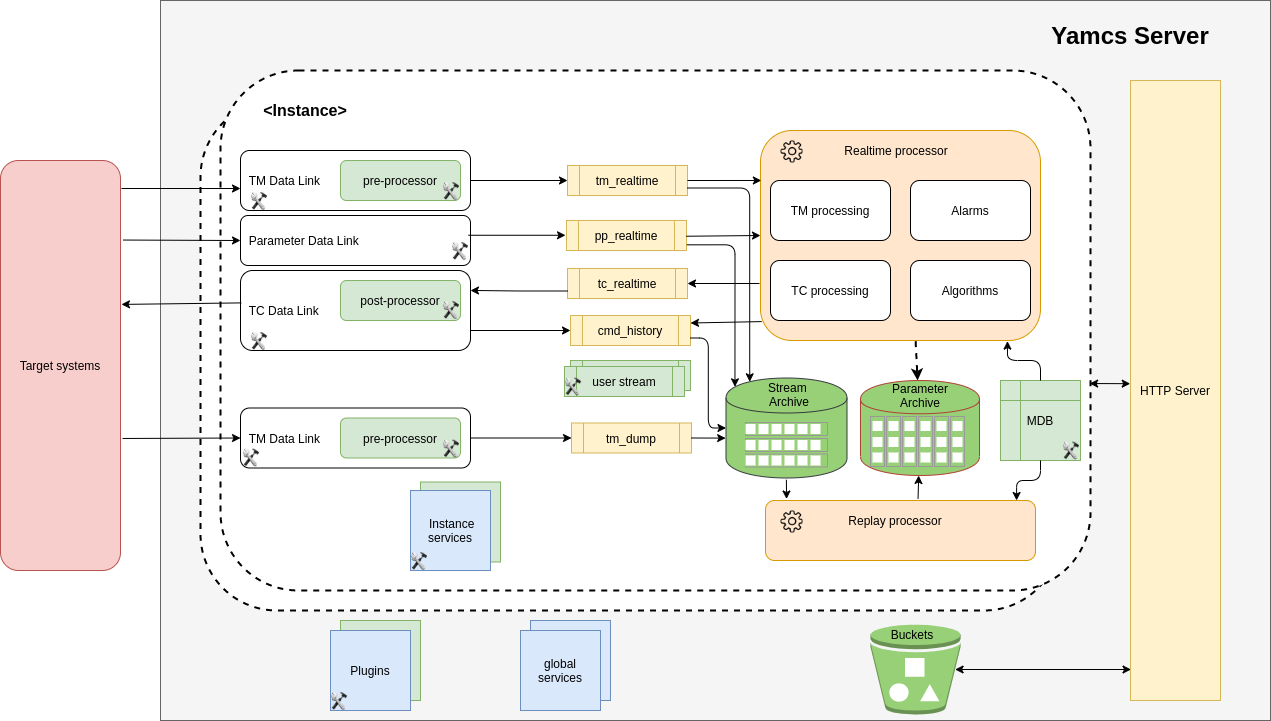 Yamcs Server
<Instance>
Target systems
TM Data Link
pre-processor
Parameter Data Link
TC Data Link
post-processor
TM Data Link
pre-processor
tm_realtime
pp_realtime
tc_realtime
cmd_history
user stream
tm_dump
Realtime processor
TM processing
Alarms
TC processing
Algorithms
Stream
Archive
Parameter
Archive
MDB
Replay processor
Instance
services
HTTP Server
Plugins
global
services
Buckets